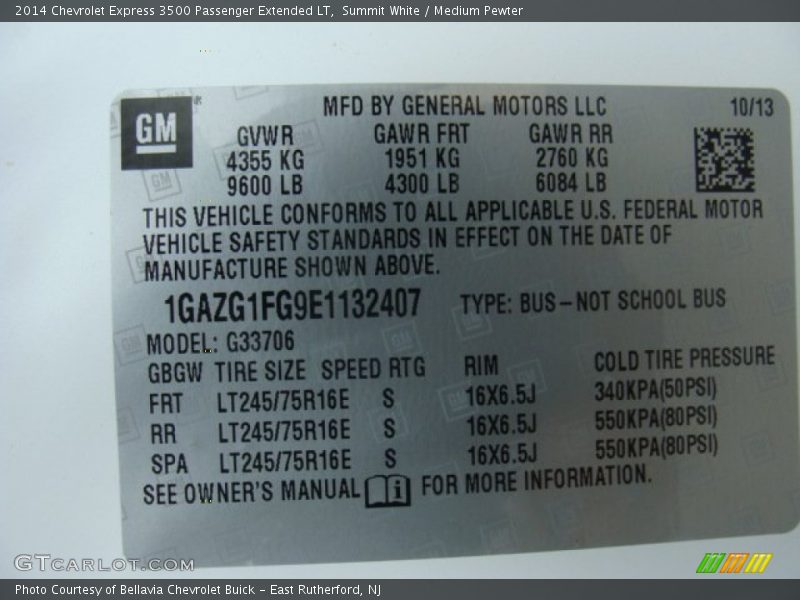 2014 Chevrolet Express 3500 Passenger Extended LT,  Summit White / Medium Pewter
GM
MFD BY GENERAL MOTORS LLC 10/13
GVWR GAWR FRT GAWR RR
4355 KG 1951 KG 2760 KG
9600 LB 4300 LB 6084 LB
THIS VEHICLE CONFORMS TO ALL APPLICABLE U.S. FEDERAL MOTOR
VEHICLE SAFETY STANDARDS IN EFFECT ON THE DATE OF
MANUFACTURE SHOWN ABOVE.
1GAZG1FG9E1132407 TYPE: BUS-NOT SCHOOL BUS
MODEL: G33706
GBGW TIRE SIZE SPEED RTG RIM COLD TIRE PRESSURE
FRT LT245/75R16E S 16X6.5J 340KPA(50PSI)
RR LT245/75R16E S 16X6.5J 550KPA(80PSI)
SPA LT245/75R16E S 16X6.5J 550KPA(80PSI)
SEE OWNER'S MANUAL i FOR MORE INFORMATION.
GTCARLOT.COM
Photo Courtesy of Bellavia Chevrolet Buick - East Rutherford, NJ